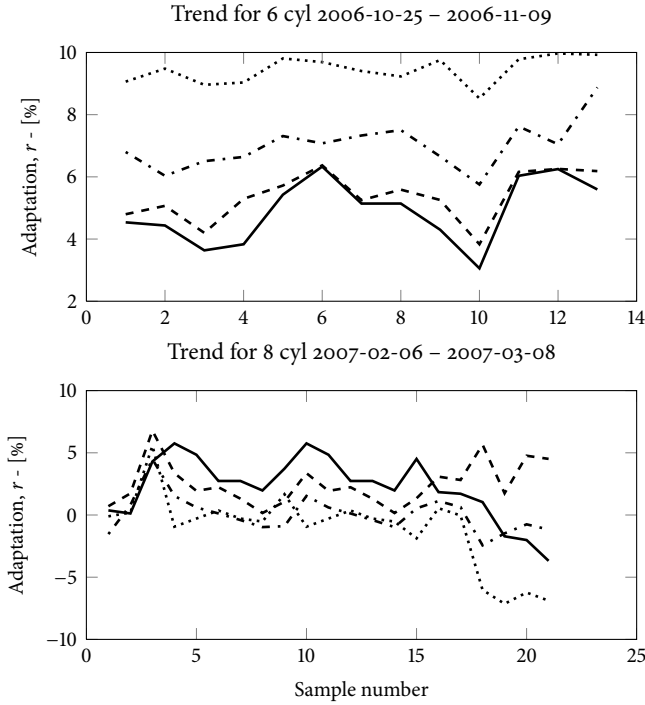 Trend for 6 cyl 2006-10-25 – 2006-11-09
10
8
6
4
2
Adaptation, r - [%]
0 2 4 6 8 10 12 14
Trend for 8 cyl 2007-02-06 – 2007-03-08
10
5
0
−5
−10
Adaptation, r - [%]
0 5 10 15 20 25
Sample number